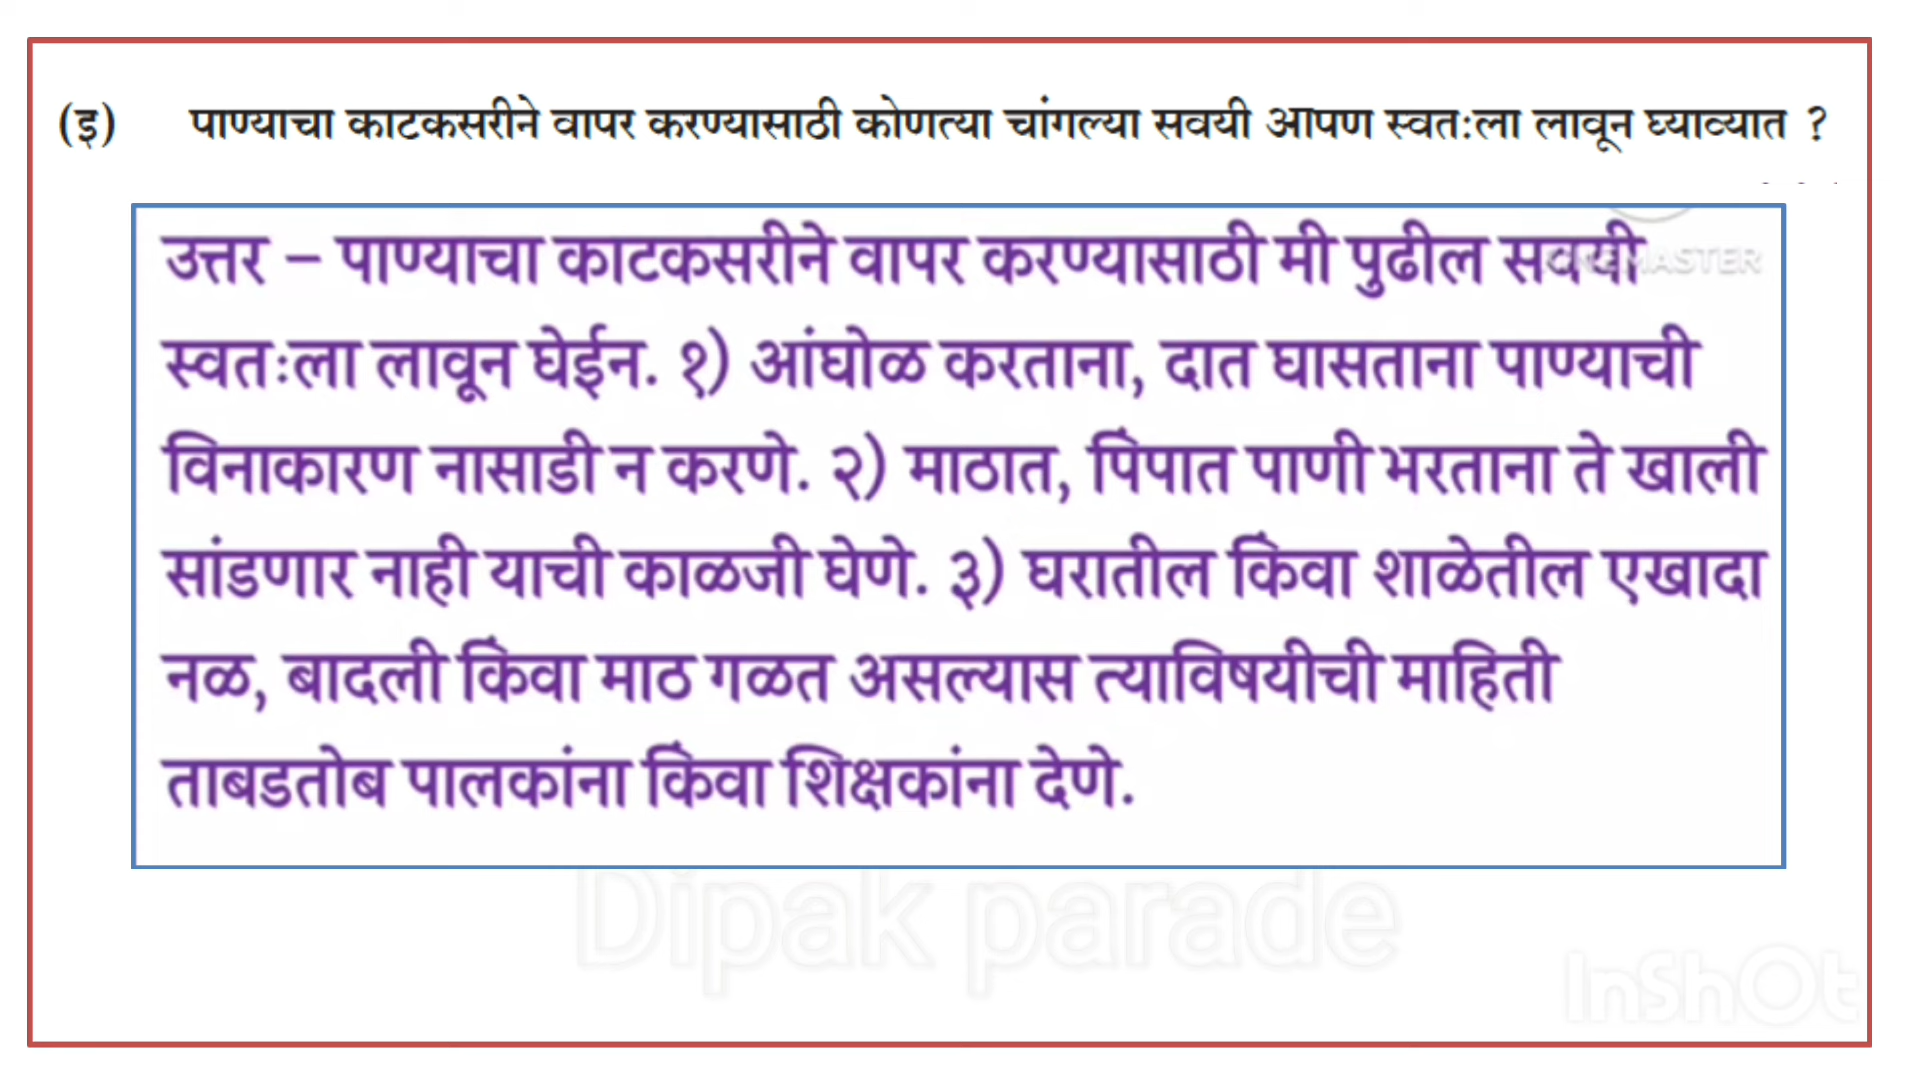 (इ) पाण्याचा काटकसरीने वापर करण्यासाठी कोणत्या चांगल्या सवयी आपण स्वतःला लावून घ्याव्यात ?
उत्तर – पाण्याचा काटकसरीने वापर करण्यासाठी मी पुढील सवयी
KINEMASTER
स्वतःला लावून घेईन. १) आंघोळ करताना, दात घासताना पाण्याची
विनाकारण नासाडी न करणे. २) माठात, पिंपात पाणी भरताना ते खाली
सांडणार नाही याची काळजी घेणे. ३) घरातील किंवा शाळेतील एखादा
नळ, बादली किंवा माठ गळत असल्यास त्याविषयीची माहिती
ताबडतोब पालकांना किंवा शिक्षकांना देणे.
Dipak parade
InShOt